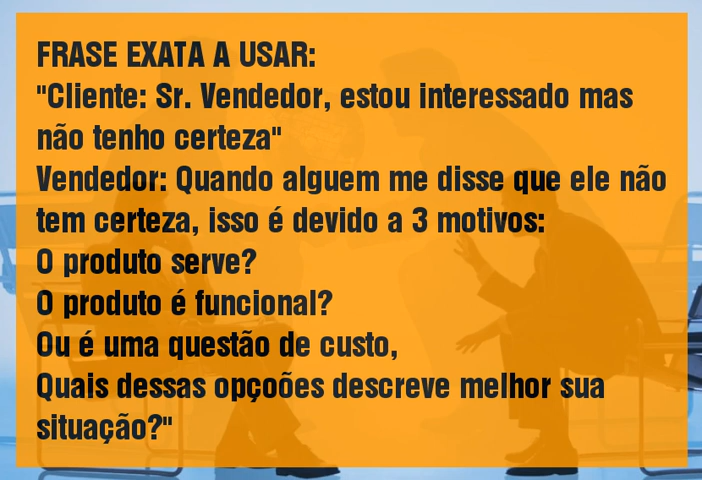 FRASE EXATA A USAR:
"Cliente: Sr. Vendedor, estou interessado mas
não tenho certeza"
Vendedor: Quando alguem me disse que ele não
tem certeza, isso é devido a 3 motivos:
O produto serve?
O produto é funcional?
Ou é uma questão de custo,
Quais dessas opçoões descreve melhor sua
situação?"